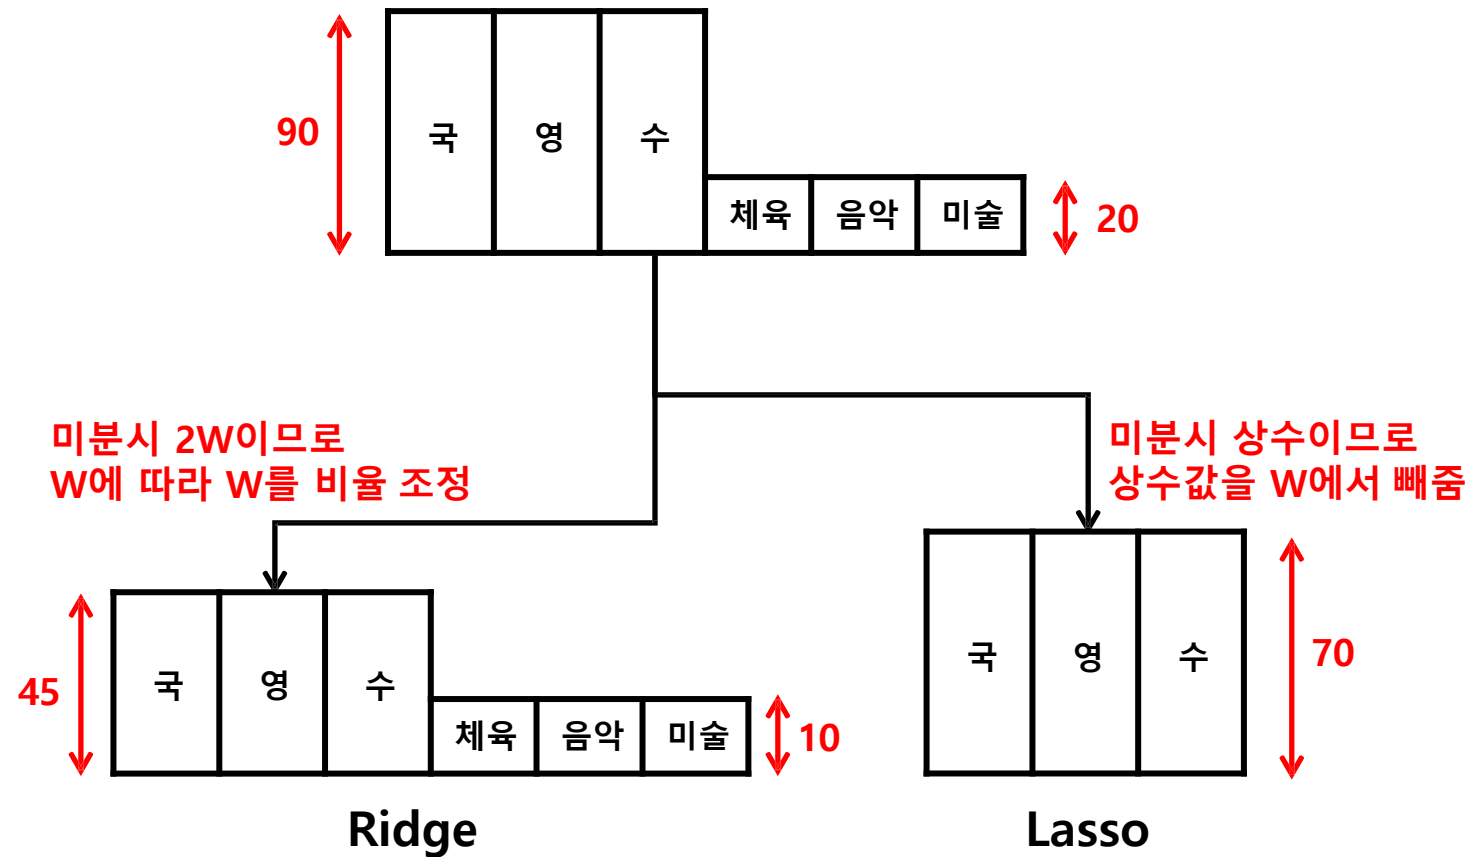 90
국
영
수
체육
음악
미술
20
미분시 2W이므로
W에 따라 W를 비율 조정
미분시 상수이므로
상수값을 W에서 빼줌
45
국
영
수
체육
음악
미술
10
국
영
수
70
Ridge
Lasso